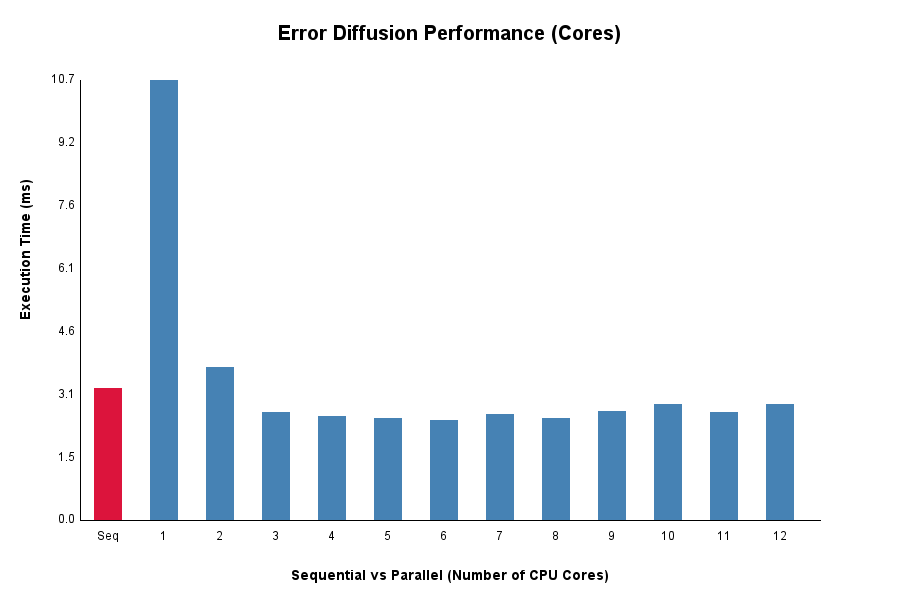 Error Diffusion Performance (Cores)
Execution Time (ms)
10.7
9.2
7.6
6.1
4.6
3.1
1.5
0.0
Seq 1 2 3 4 5 6 7 8 9 10 11 12
Sequential vs Parallel (Number of CPU Cores)